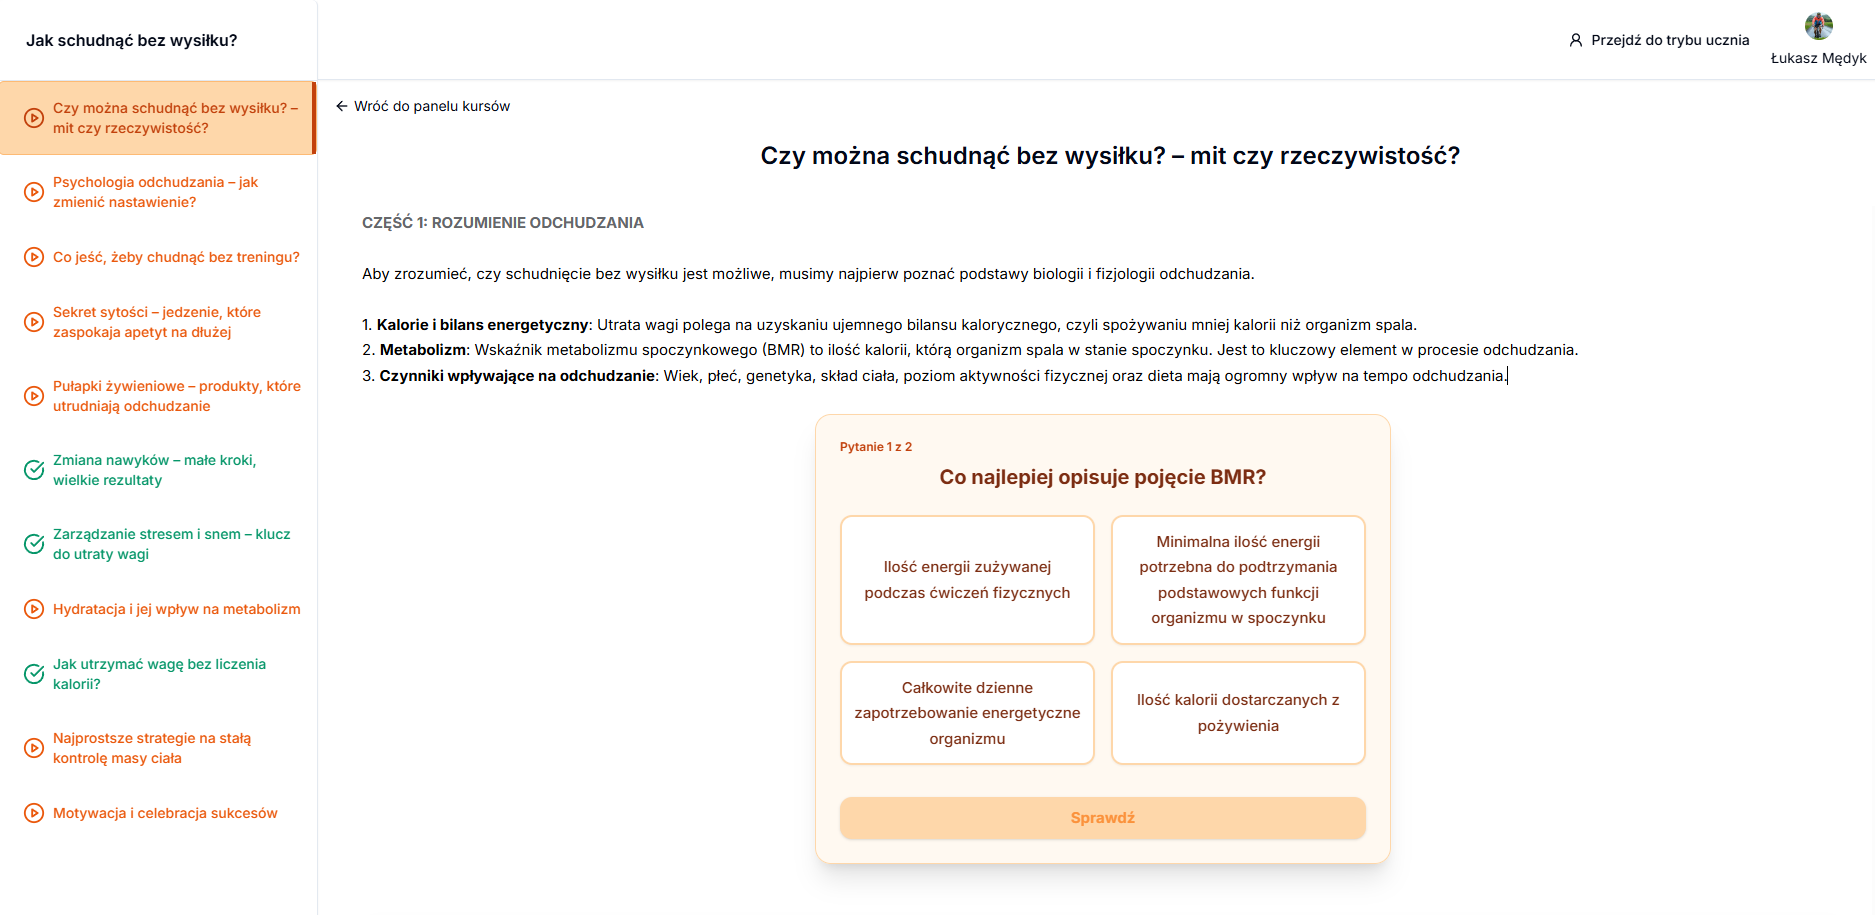 Jak schudnąć bez wysiłku?
Przejdź do trybu ucznia
Łukasz Mędyk
Czy można schudnąć bez wysiłku? –
mit czy rzeczywistość?
Psychologia odchudzania – jak
zmienić nastawienie?
Co jeść, żeby chudnąć bez treningu?
Sekret sytości – jedzenie, które
zaspokaja apetyt na dłużej
Pułapki żywieniowe – produkty, które
utrudniają odchudzanie
Zmiana nawyków – małe kroki,
wielkie rezultaty
Zarządzanie stresem i snem – klucz
do utraty wagi
Hydratacja i jej wpływ na metabolizm
Jak utrzymać wagę bez liczenia
kalorii?
Najprostsze strategie na stałą
kontrolę masy ciała
Motywacja i celebracja sukcesów
Wróć do panelu kursów
Czy można schudnąć bez wysiłku? – mit czy rzeczywistość?
CZĘŚĆ 1: ROZUMIENIE ODCHUDZANIA
Aby zrozumieć, czy schudnięcie bez wysiłku jest możliwe, musimy najpierw poznać podstawy biologii i fizjologii odchudzania.
1. Kalorie i bilans energetyczny: Utrata wagi polega na uzyskaniu ujemnego bilansu kalorycznego, czyli spożywaniu mniej kalorii niż organizm spala.
2. Metabolizm: Wskaźnik metabolizmu spoczynkowego (BMR) to ilość kalorii, którą organizm spala w stanie spoczynku. Jest to kluczowy element w procesie odchudzania.
3. Czynniki wpływające na odchudzanie: Wiek, płeć, genetyka, skład ciała, poziom aktywności fizycznej oraz dieta mają ogromny wpływ na tempo odchudzania.
Pytanie 1 z 2
Co najlepiej opisuje pojęcie BMR?
Ilość energii zużywanej
podczas ćwiczeń fizycznych
Minimalna ilość energii
potrzebna do podtrzymania
podstawowych funkcji
organizmu w spoczynku
Całkowite dzienne
zapotrzebowanie energetyczne
organizmu
Ilość kalorii dostarczanych z
pożywienia
Sprawdź